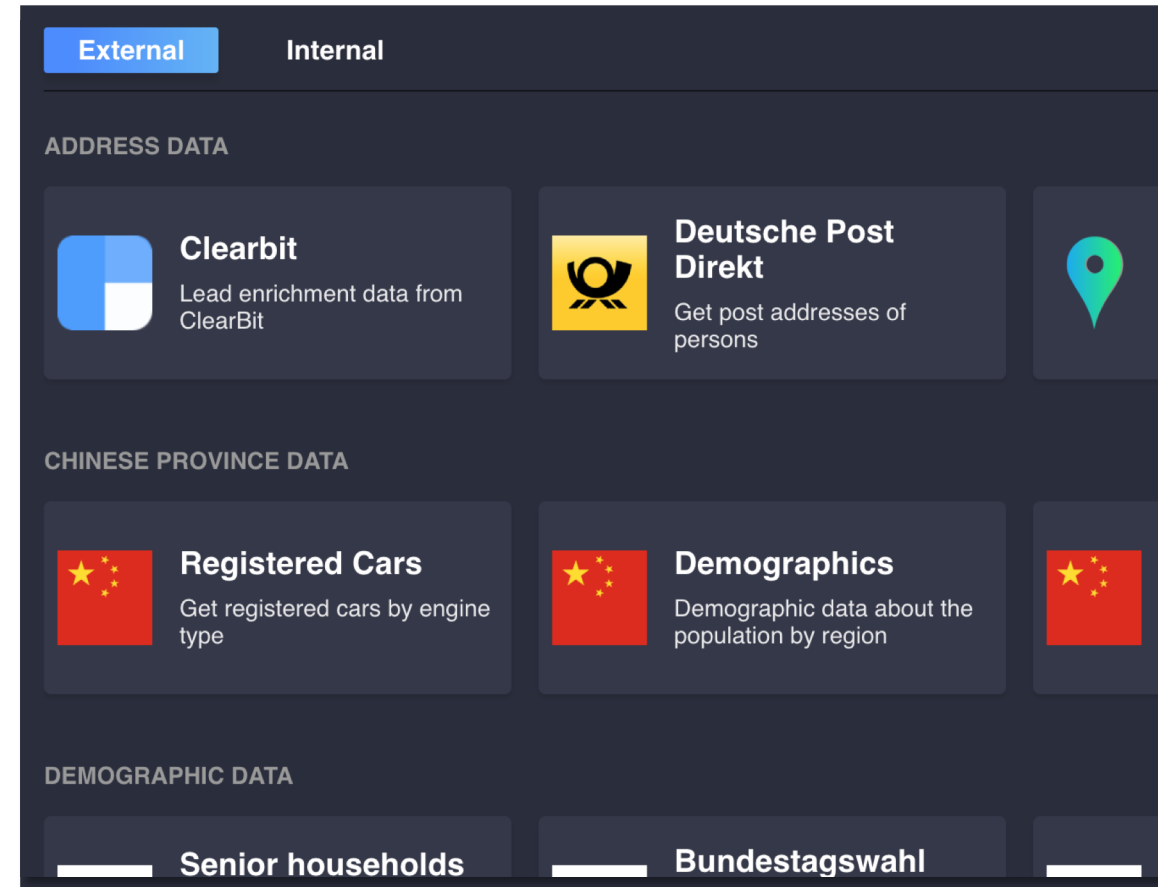 External
Internal
ADDRESS DATA
Clearbit
Lead enrichment data from
ClearBit
Deutsche Post
Direkt
Get post addresses of
persons
CHINESE PROVINCE DATA
Registered Cars
Get registered cars by engine
type
Demographics
Demographic data about the
population by region
DEMOGRAPHIC DATA
Senior households
Bundestagswahl